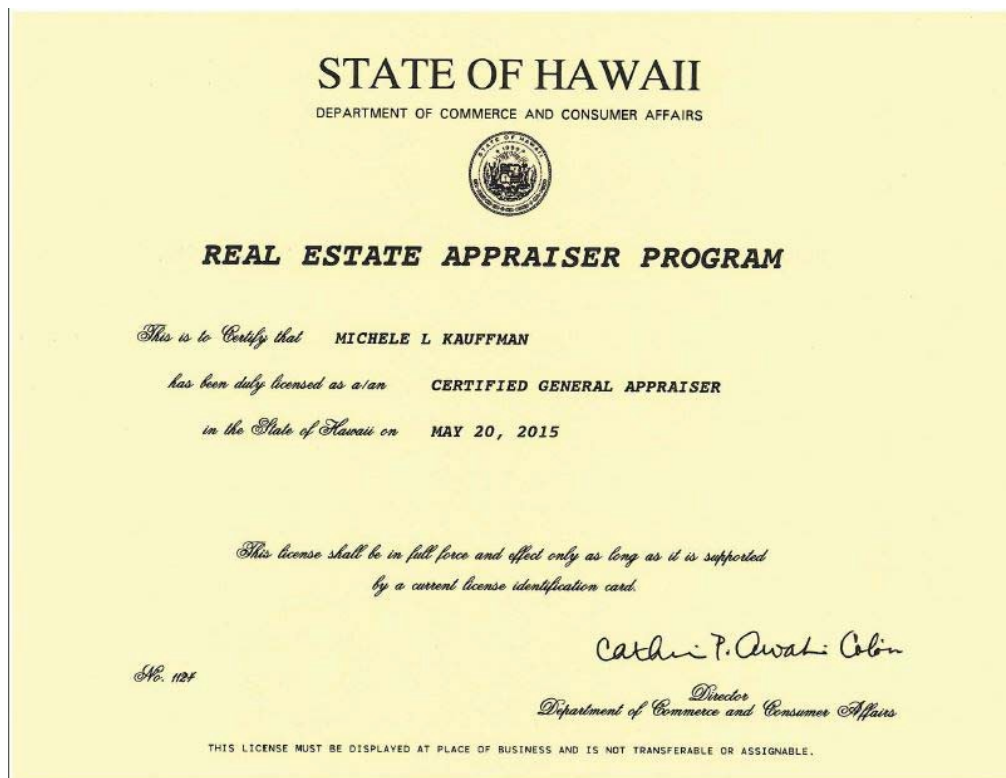 STATE OF HAWAII
DEPARTMENT OF COMMERCE AND CONSUMER AFFAIRS
STATE OF HAWAII
1959
REAL ESTATE APPRAISER PROGRAM
This is to Certify that MICHELE L KAUFFMAN
has been duly licensed as a/an CERTIFIED GENERAL APPRAISER
in the State of Hawaii on MAY 20, 2015
This license shall be in full force and effect only as long as it is supported
by a current license identification card.
No. 1124
Director
Department of Commerce and Consumer Affairs
THIS LICENSE MUST BE DISPLAYED AT PLACE OF BUSINESS AND IS NOT TRANSFERABLE OR ASSIGNABLE.